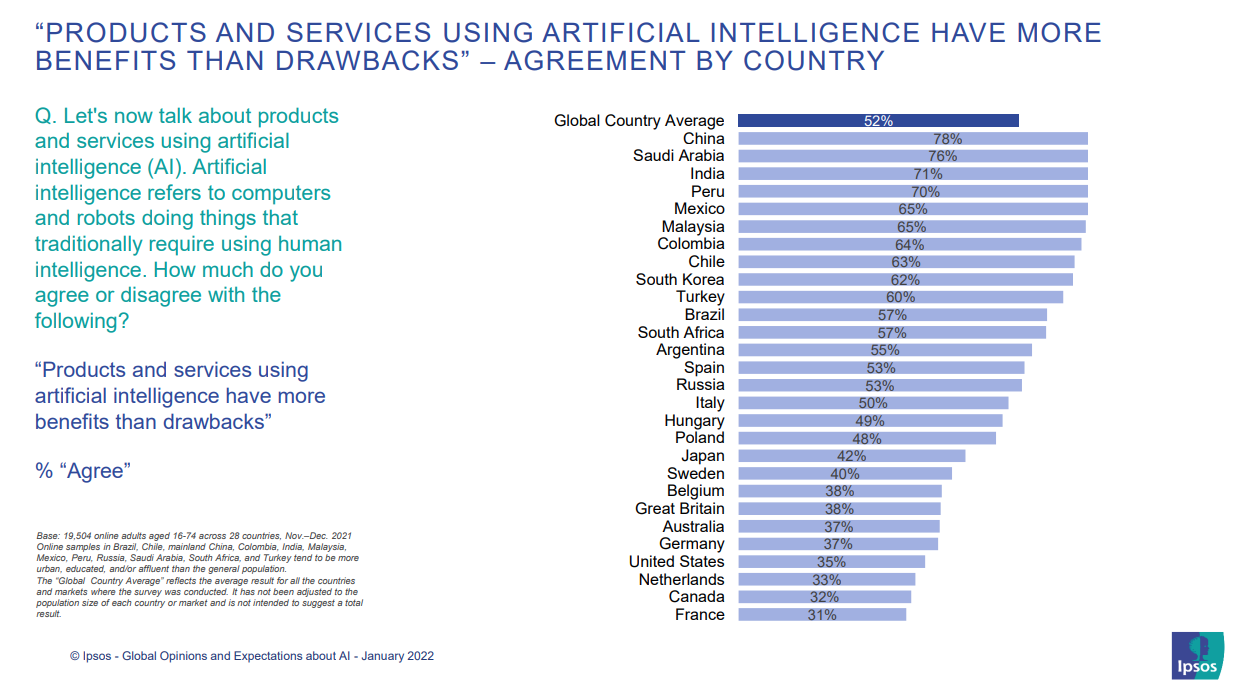 “PRODUCTS AND SERVICES USING ARTIFICIAL INTELLIGENCE HAVE MORE
BENEFITS THAN DRAWBACKS” – AGREEMENT BY COUNTRY
Q. Let's now talk about products
and services using artificial
intelligence (AI). Artificial
intelligence refers to computers
and robots doing things that
traditionally require using human
intelligence. How much do you
agree or disagree with the
following?
“Products and services using
artificial intelligence have more
benefits than drawbacks”
% “Agree”
Base: 19,504 online adults aged 16-74 across 28 countries, Nov.–Dec. 2021
Online samples in Brazil, Chile, mainland China, Colombia, India, Malaysia,
Mexico, Peru, Russia, Saudi Arabia, South Africa, and Turkey tend to be more
urban, educated, and/or affluent than the general population.
The “Global Country Average” reflects the average result for all the countries
and markets where the survey was conducted. It has not been adjusted to the
population size of each country or market and is not intended to suggest a total
result.
Global Country Average 52%
China 78%
Saudi Arabia 76%
India 71%
Peru 70%
Mexico 65%
Malaysia 65%
Colombia 64%
Chile 63%
South Korea 62%
Turkey 60%
Brazil 57%
South Africa 57%
Argentina 55%
Spain 53%
Russia 53%
Italy 50%
Hungary 49%
Poland 48%
Japan 42%
Sweden 40%
Belgium 38%
Great Britain 38%
Australia 37%
Germany 37%
United States 35%
Netherlands 33%
Canada 32%
France 31%
© Ipsos - Global Opinions and Expectations about AI - January 2022
Ipsos